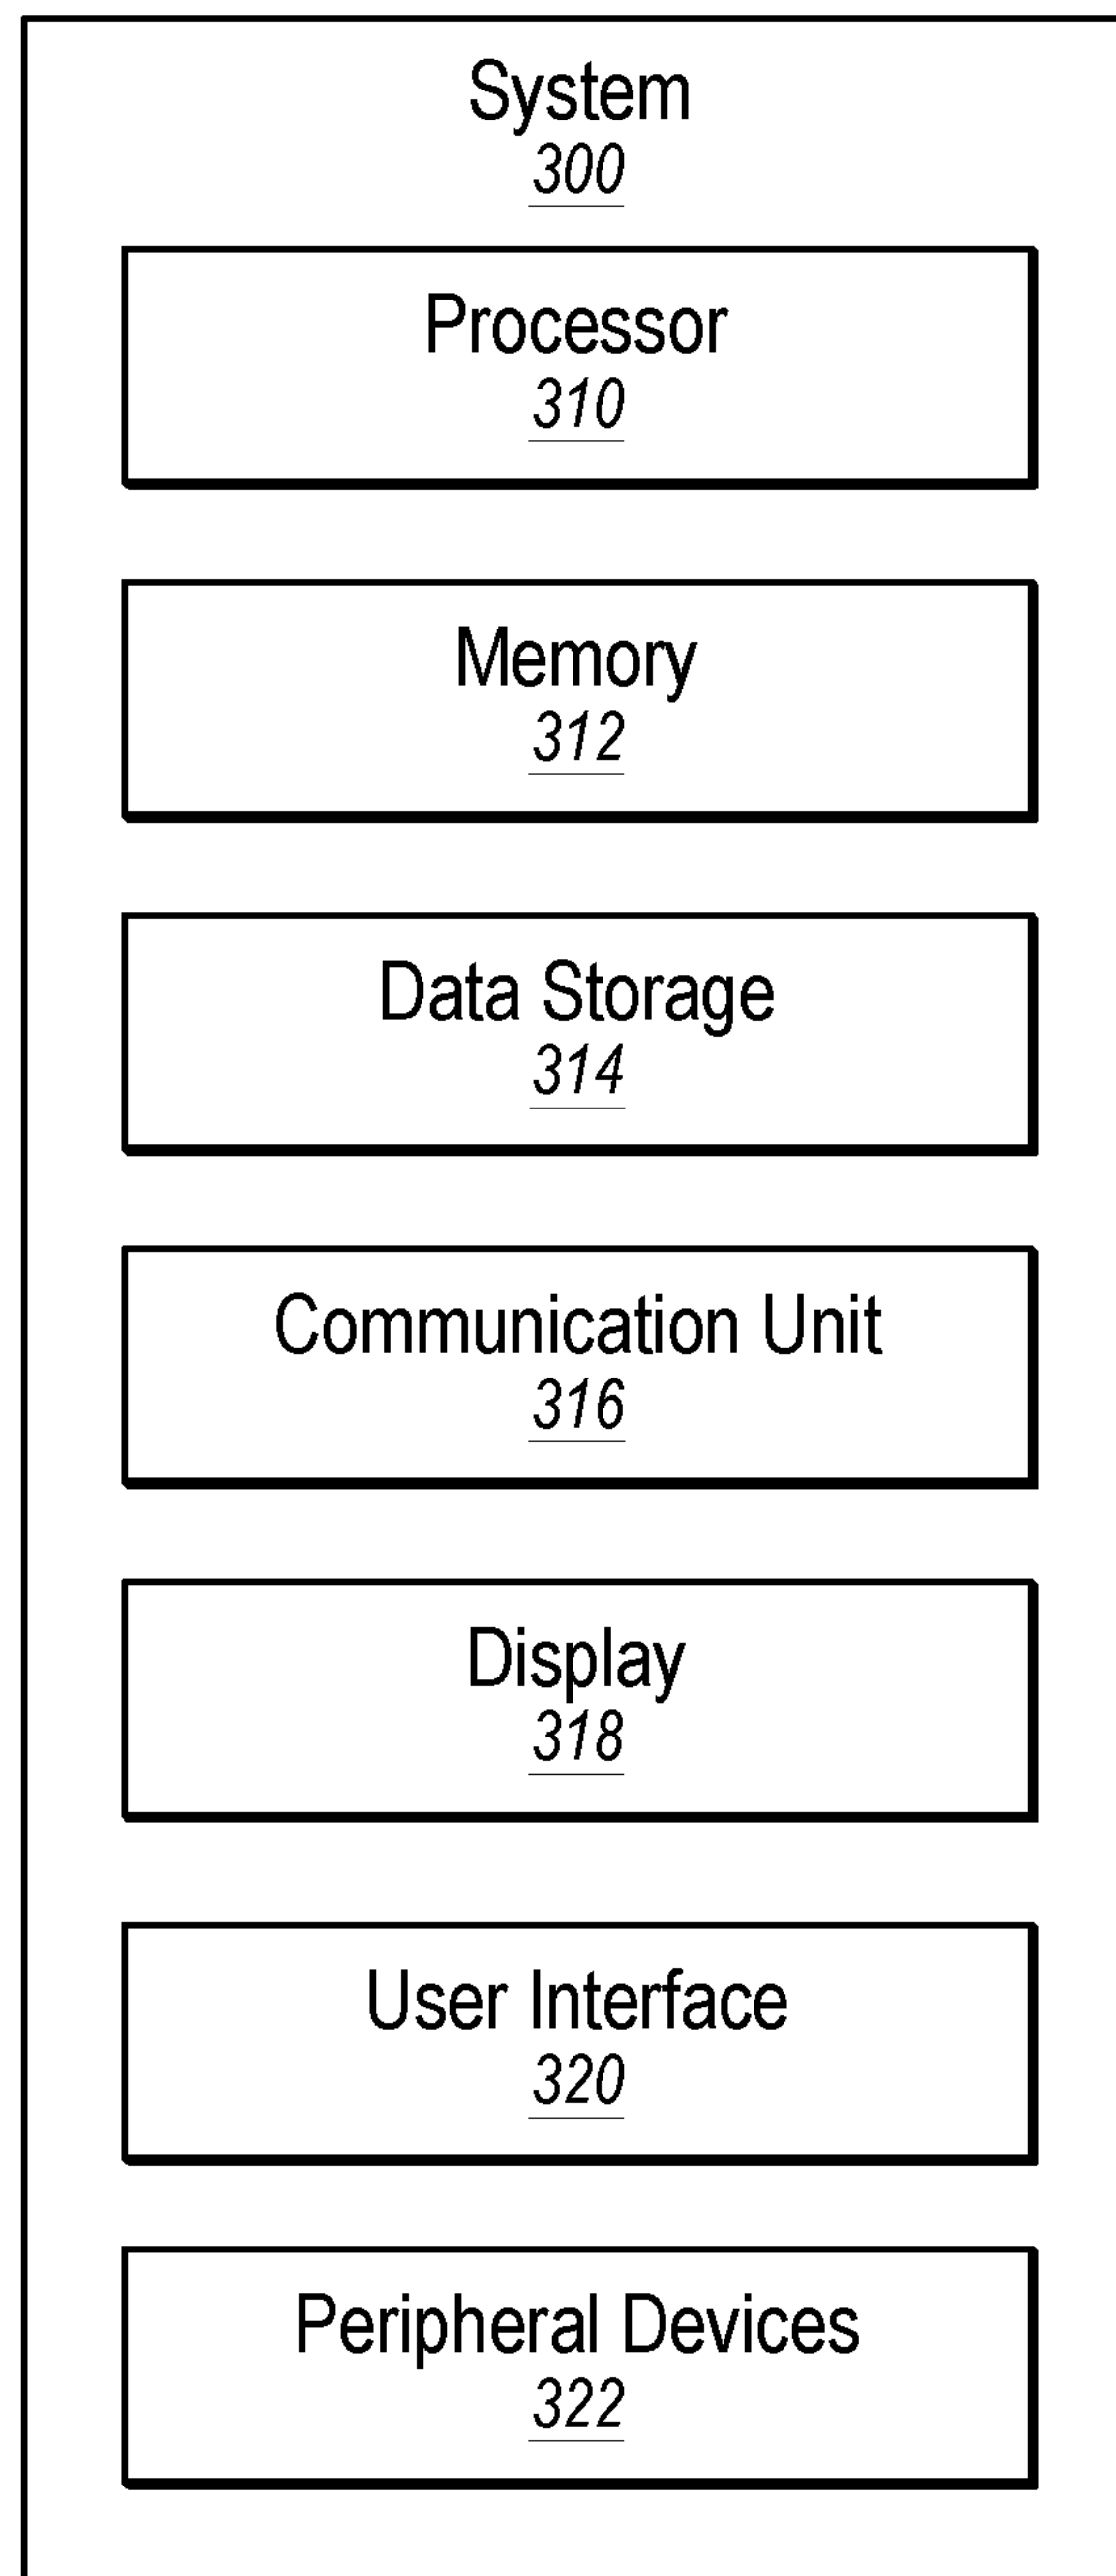 System
300
Processor
310
Memory
312
Data Storage
314
Communication Unit
316
Display
318
User Interface
320
Peripheral Devices
322